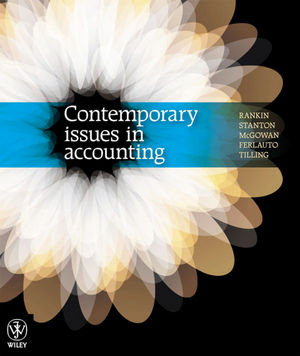 Contemporary
issues in
accounting
RANKIN
STANTON
McGOWAN
FERLAUTO
TILLING
WILEY